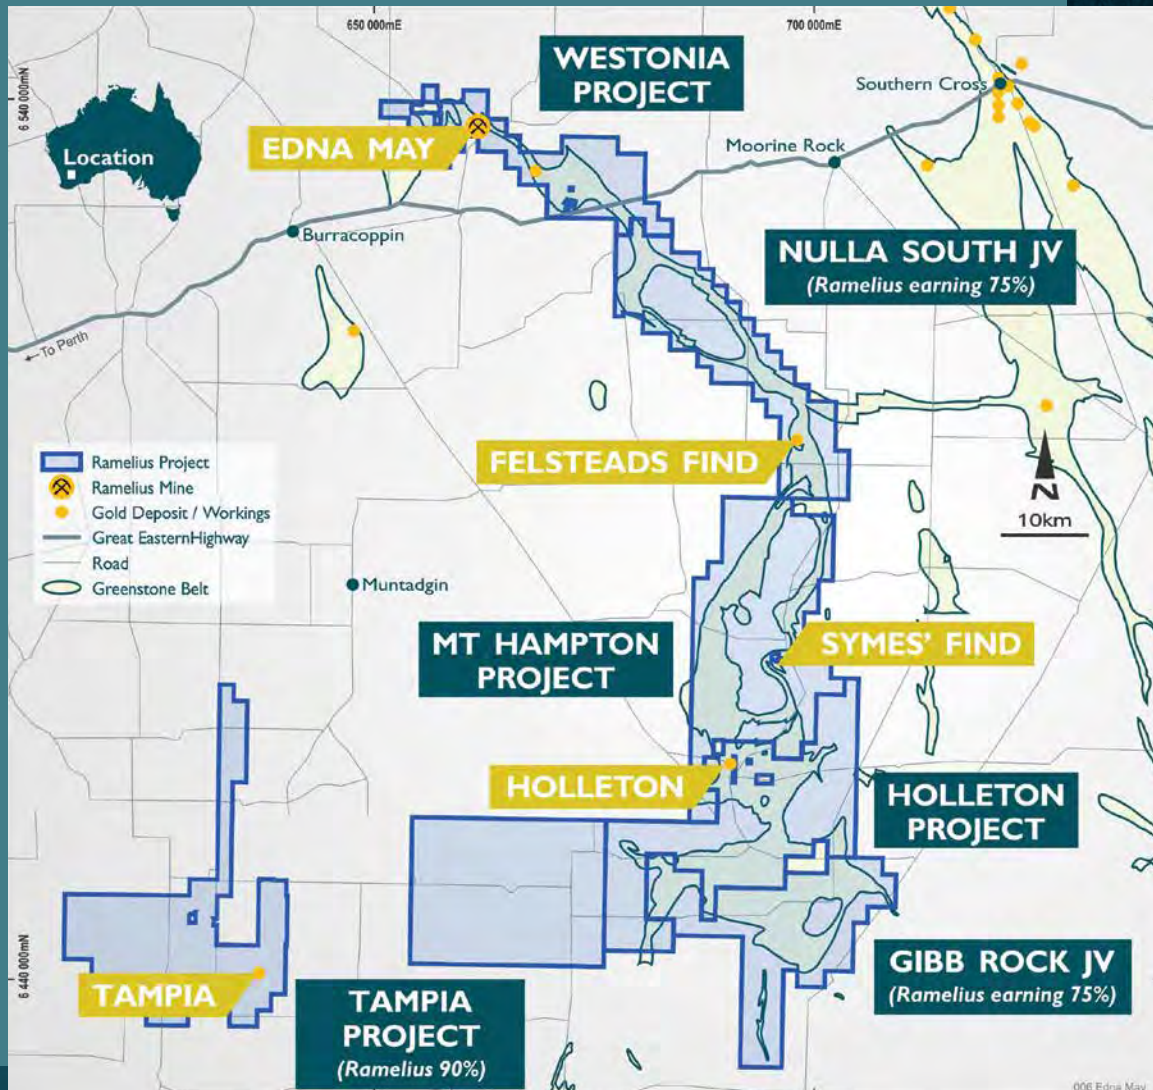 650 000mE
700 000mE
6 540 000mN
WESTONIA
PROJECT
Southern Cross
Location
EDNA MAY
Moorine Rock
Burracoppin
NULLA SOUTH JV
(Ramelius earning 75%)
← To Perth
FELSTEADS FIND
Ramelius Project
Ramelius Mine
Gold Deposit / Workings
Great EasternHighway
Road
Greenstone Belt
N
10km
Muntadgin
MT HAMPTON
PROJECT
SYMES' FIND
HOLLETON
HOLLETON
PROJECT
6 440 000mN
TAMPIA
TAMPIA
PROJECT
(Ramelius 90%)
GIBB ROCK JV
(Ramelius earning 75%)
006 Edna May